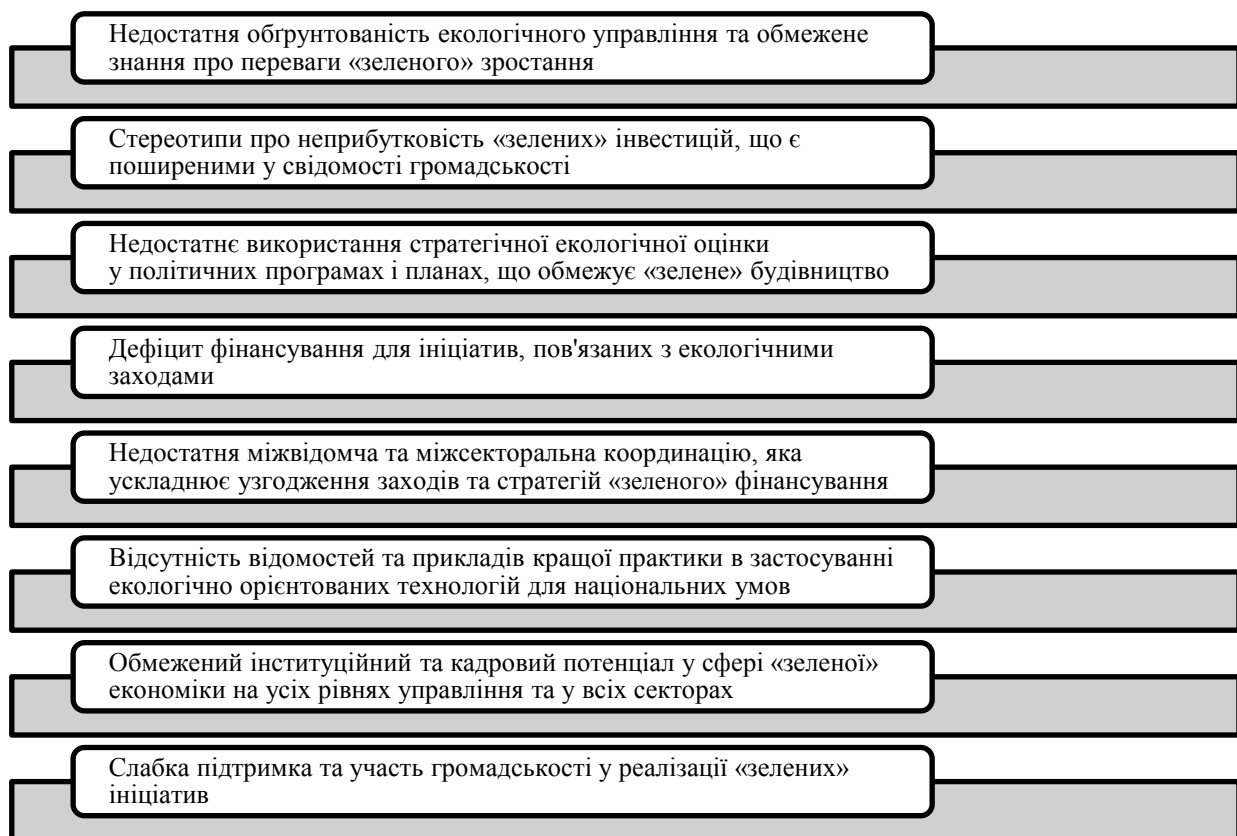 Недостатня обґрунтованість екологічного управління та обмежене
знання про переваги «зеленого» зростання
Стереотипи про неприбутковість «зелених» інвестицій, що є
поширеними у свідомості громадськості
Недостатнє використання стратегічної екологічної оцінки
у політичних програмах і планах, що обмежує «зелене» будівництво
Дефіцит фінансування для ініціатив, пов'язаних з екологічними
заходами
Недостатня міжвідомча та міжсекторальна координацію, яка
ускладнює узгодження заходів та стратегій «зеленого» фінансування
Відсутність відомостей та прикладів кращої практики в застосуванні
екологічно орієнтованих технологій для національних умов
Обмежений інституційний та кадровий потенціал у сфері «зеленої»
економіки на усіх рівнях управління та у всіх секторах
Слабка підтримка та участь громадськості у реалізації «зелених»
ініціатив